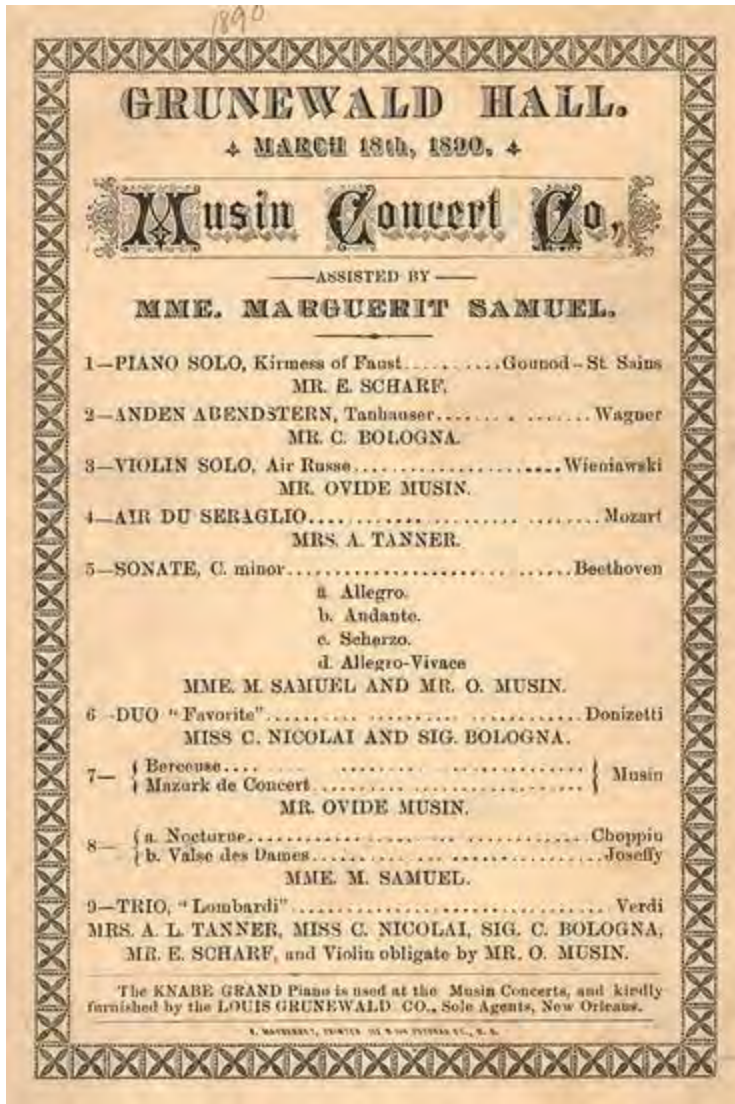 1890
GRUNEWALD HALL.
MARCH 18th, 1890.
Musin Concert Co,
ASSISTED BY
MME. MARGUERIT SAMUEL.
1—PIANO SOLO, Kirmess of Faust..........Gounod-St. Sains
MR. E. SCHARF.
2—ANDEN ABENDSTERN, Tanhauser........ . .......Wagner
MR. C. BOLOGNA.
3—VIOLIN SOLO, Air Russe.........................Wieniawski
MR. OVIDE MUSIN.
4—AIR DU SERAGLIO.............. ........ ........Mozart
MRS. A. TANNER.
5—SONATE, C. minor................................Beethoven
a Allegro.
b. Andante.
c. Scherzo.
d. Allegro-Vivace
MME. M. SAMUEL AND MR. O. MUSIN.
6 -DUO "Favorite".......... ......... ............Donizetti
MISS C. NICOLAI AND SIG. BOLOGNA.
7— { Berceuse.... ........ ... ............... } Musin
{ Mazurk de Concert............................ }
MR. OVIDE MUSIN.
8— { a. Nocturne.................. ... ............Choppin
{ b. Valse des Dames.......... ... ...............Joseffy
MME. M. SAMUEL.
9—TRIO, "Lombardi"................................ Verdi
MRS. A. L. TANNER, MISS C. NICOLAI, SIG. C. BOLOGNA,
MR. E. SCHARF, and Violin obligate by MR. O. MUSIN.
The KNABE GRAND Piano is used at the Musin Concerts, and kindly
furnished by the LOUIS GRUNEWALD CO., Sole Agents, New Orleans.
PRINTER